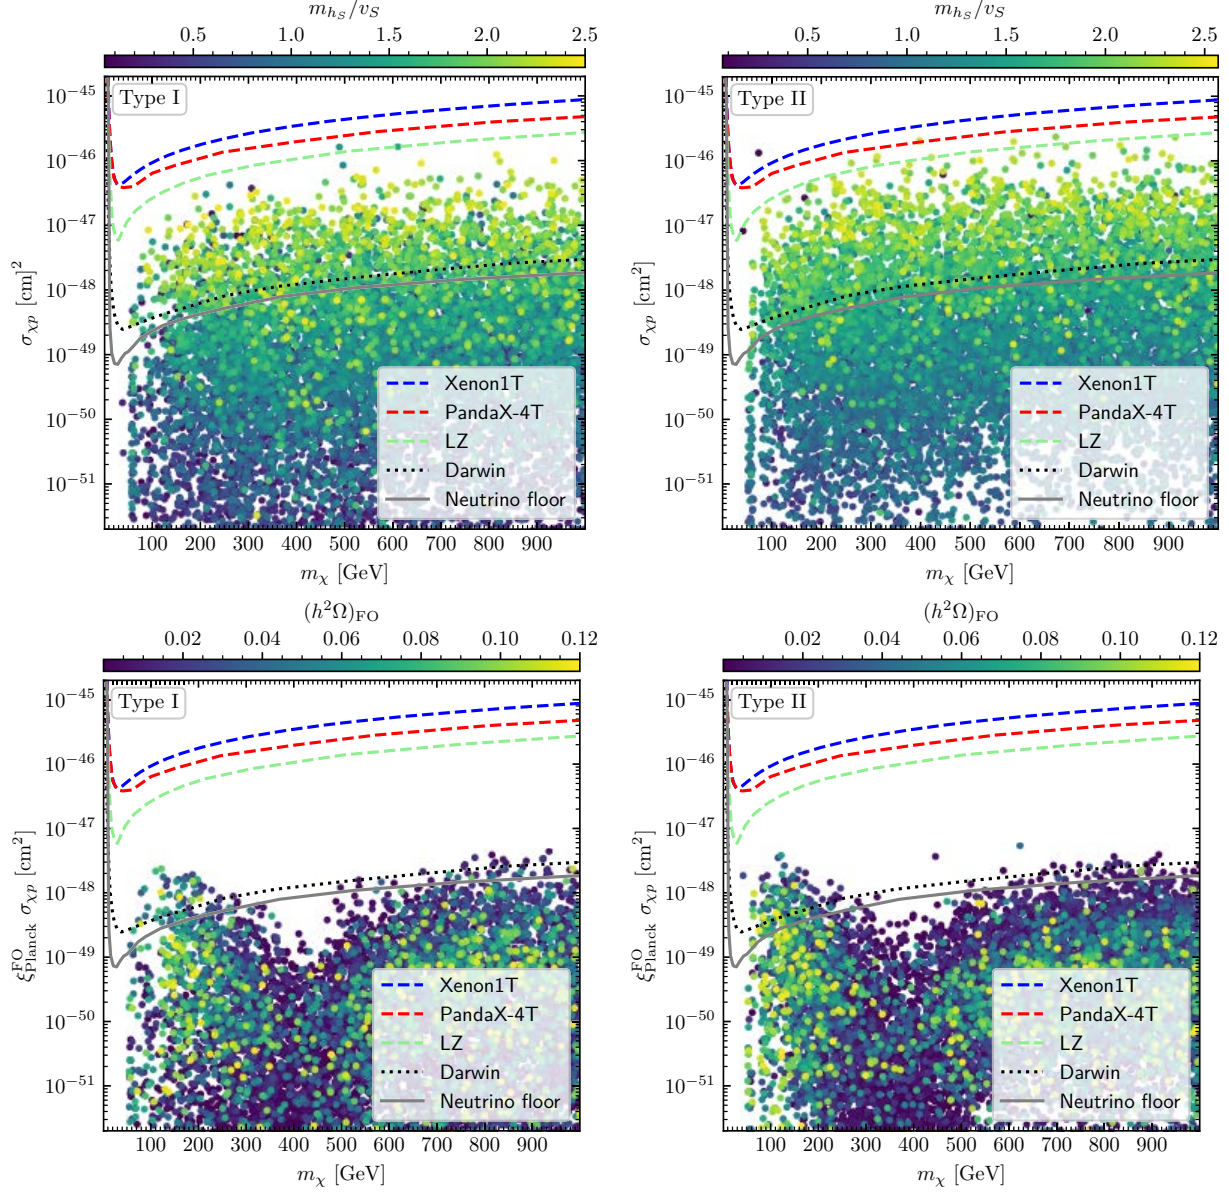 m_{h_S}/v_S
0.5 1.0 1.5 2.0 2.5
Type I
10^{-45}
10^{-46}
10^{-47}
10^{-48}
10^{-49}
10^{-50}
10^{-51}
σ_{χp} [cm]^2
Xenon1T
PandaX-4T
LZ
Darwin
Neutrino floor
100 200 300 400 500 600 700 800 900
m_χ [GeV]
m_{h_S}/v_S
0.5 1.0 1.5 2.0 2.5
Type II
10^{-45}
10^{-46}
10^{-47}
10^{-48}
10^{-49}
10^{-50}
10^{-51}
σ_{χp} [cm^2]
Xenon1T
PandaX-4T
LZ
Darwin
Neutrino floor
100 200 300 400 500 600 700 800 900
m_χ [GeV]
(h^2Ω)_{FO}
0.02 0.04 0.06 0.08 0.10 0.12
Type I
10^{-45}
10^{-46}
10^{-47}
10^{-48}
10^{-49}
10^{-50}
10^{-51}
ξ^{FO}_{Planck} σ_{χp} [cm^2]
Xenon1T
PandaX-4T
LZ
Darwin
Neutrino floor
100 200 300 400 500 600 700 800 900
m_χ [GeV]
(h^2Ω)_{FO}
0.02 0.04 0.06 0.08 0.10 0.12
Type II
10^{-45}
10^{-46}
10^{-47}
10^{-48}
10^{-49}
10^{-50}
10^{-51}
ξ^{FO}_{Planck} σ_{χp} [cm^2]
Xenon1T
PandaX-4T
LZ
Darwin
Neutrino floor
100 200 300 400 500 600 700 800 900
m_χ [GeV]